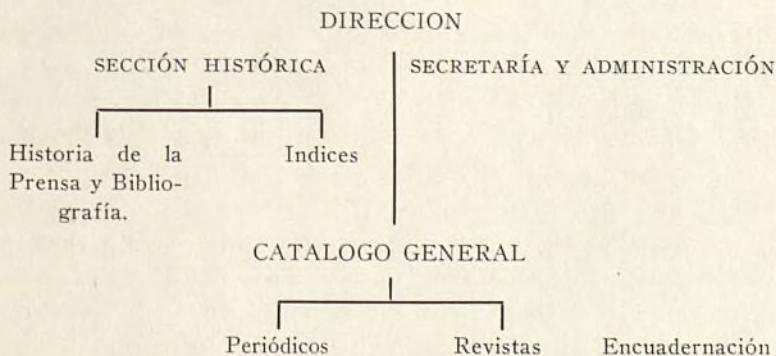 DIRECCION
SECCIÓN HISTÓRICA
SECRETARÍA Y ADMINISTRACIÓN
Historia de la
Prensa y Biblio-
grafía.
Indices
CATALOGO GENERAL
Periódicos
Revistas
Encuadernación